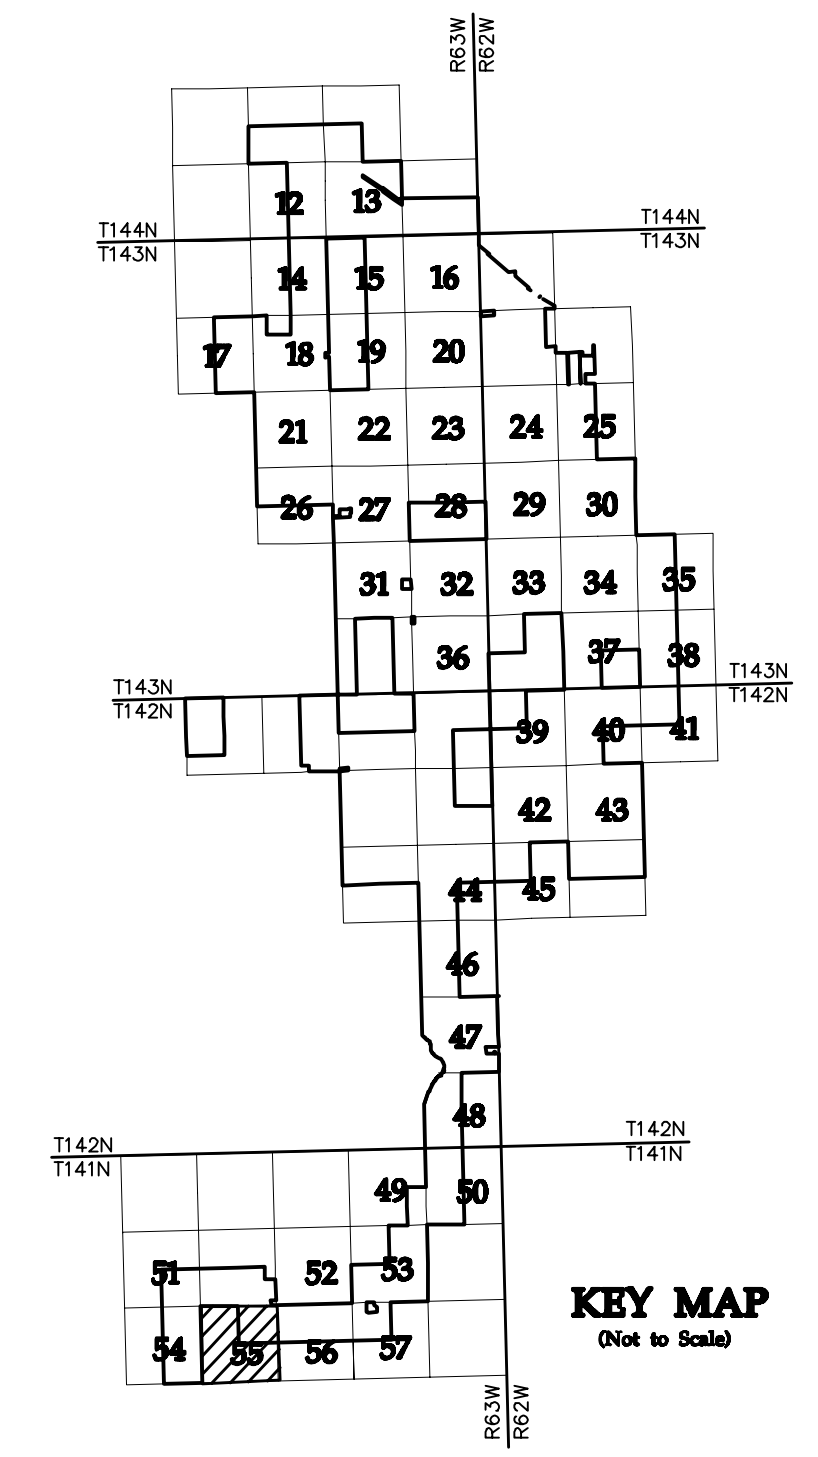 R63W
R62W
12 13
T144N T144N
T143N T143N
14 15 16
17 18 19 20
21 22 23 24 25
26 27 28 29 30
31 32 33 34 35
36 37 38
T143N T143N
T142N T142N
39 40 41
42 43
44 45
46
47
48
T142N T142N
T141N T141N
49 50
51 52 53
54 55 56 57
KEY MAP
(Not to Scale)
R63W
R62W